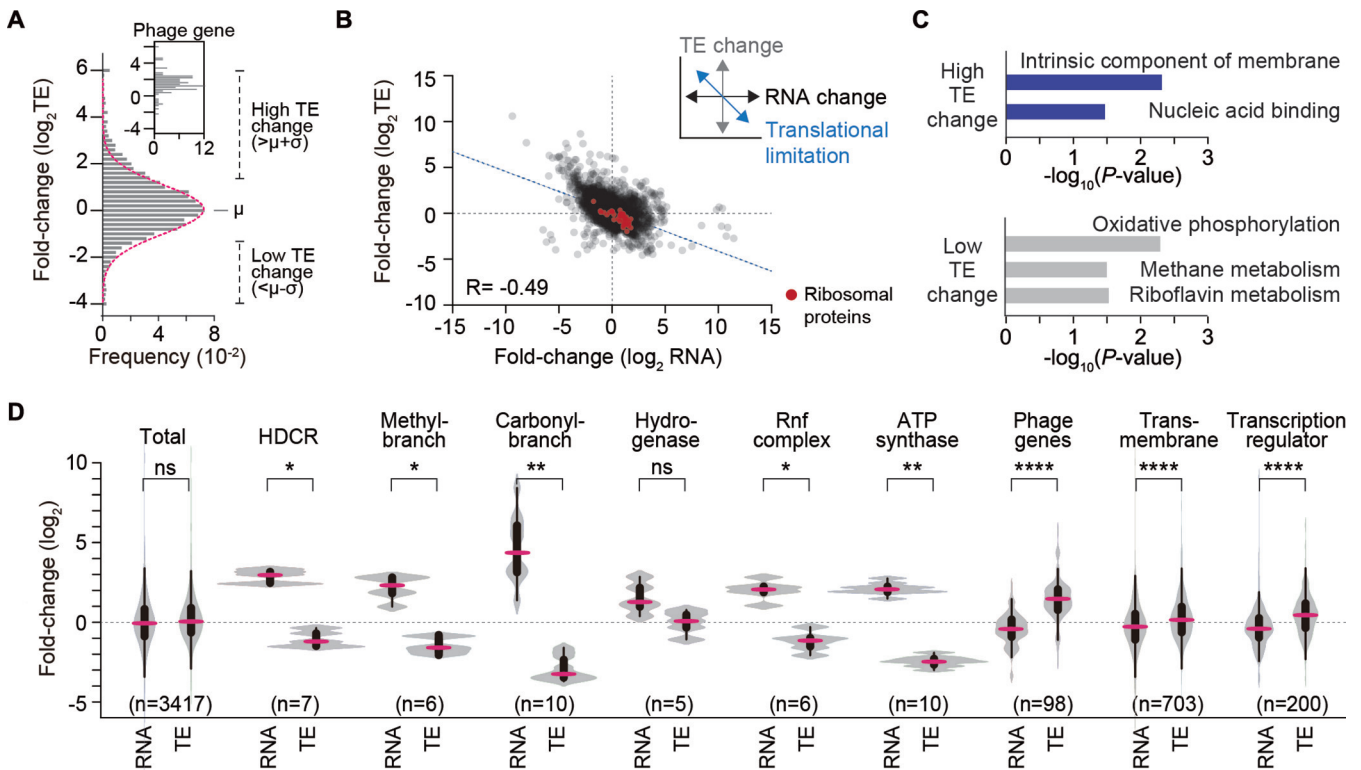 A
Phage gene
6
4
2
0
-2
-4
0 6 12
Fold-change (log2TE)
6
4
2
0
-2
-4
High TE
change
(>μ+σ)
μ
Low TE
change
(<μ-σ)
0 4 8
Frequency (10-2)
B
TE change
RNA change
Translational
limitation
Fold-change (log2TE)
15
10
5
0
-5
-10
R= -0.49
Ribosomal
proteins
-15 -10 -5 0 5 10 15
Fold-change (log2 RNA)
C
High
TE
change
Intrinsic component of membrane
Nucleic acid binding
0 1 2 3
-log10(P-value)
Low
TE
change
Oxidative phosphorylation
Methane metabolism
Riboflavin metabolism
0 1 2 3
-log10(P-value)
D
Total
HDCR
Methyl-
branch
Carbonyl-
branch
Hydro-
genase
Rnf
complex
ATP
synthase
Phage
genes
Trans-
membrane
Transcription
regulator
ns * * ** ns * ** **** **** ****
Fold-change (log2)
10
5
0
-5
(n=3417) (n=7) (n=6) (n=10) (n=5) (n=6) (n=10) (n=98) (n=703) (n=200)
RNA TE RNA TE RNA TE RNA TE RNA TE RNA TE RNA TE RNA TE RNA TE RNA TE